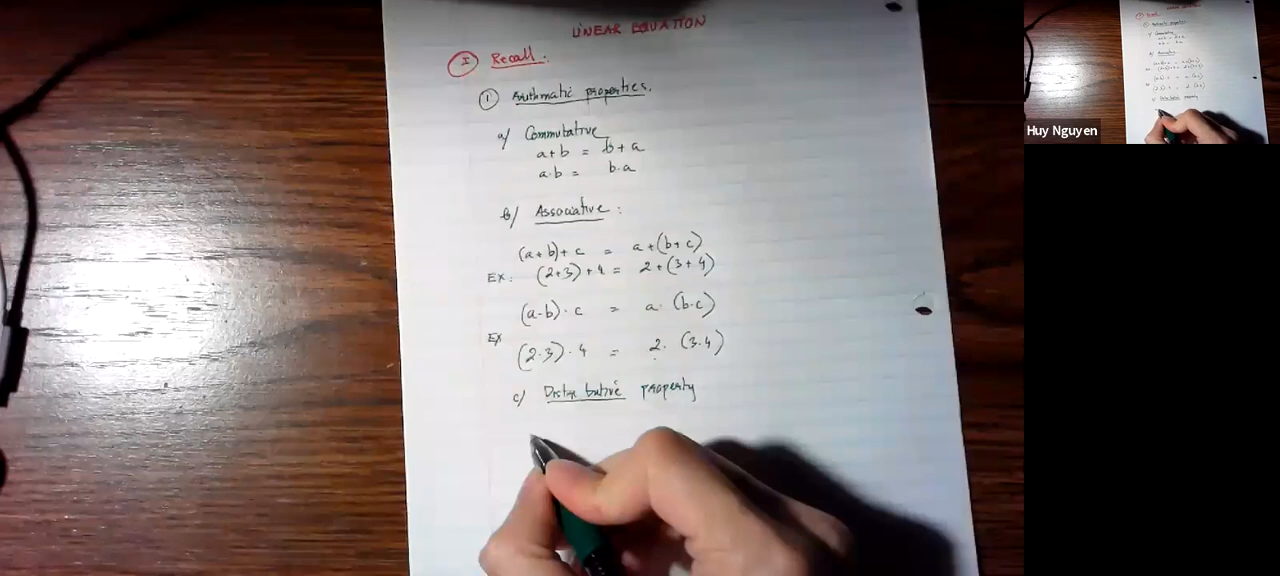 LINEAR EQUATION
I Recall:
1 Arithmatic properties.
a/ Commutative
a+b = b+a
a·b = b·a
b/ Associative:
(a+b)+c = a+(b+c)
EX: (2+3)+4 = 2+(3+4)
(a·b)·c = a·(b·c)
EX (2·3)·4 = 2·(3·4)
c/ Distributive property
Huy Nguyen